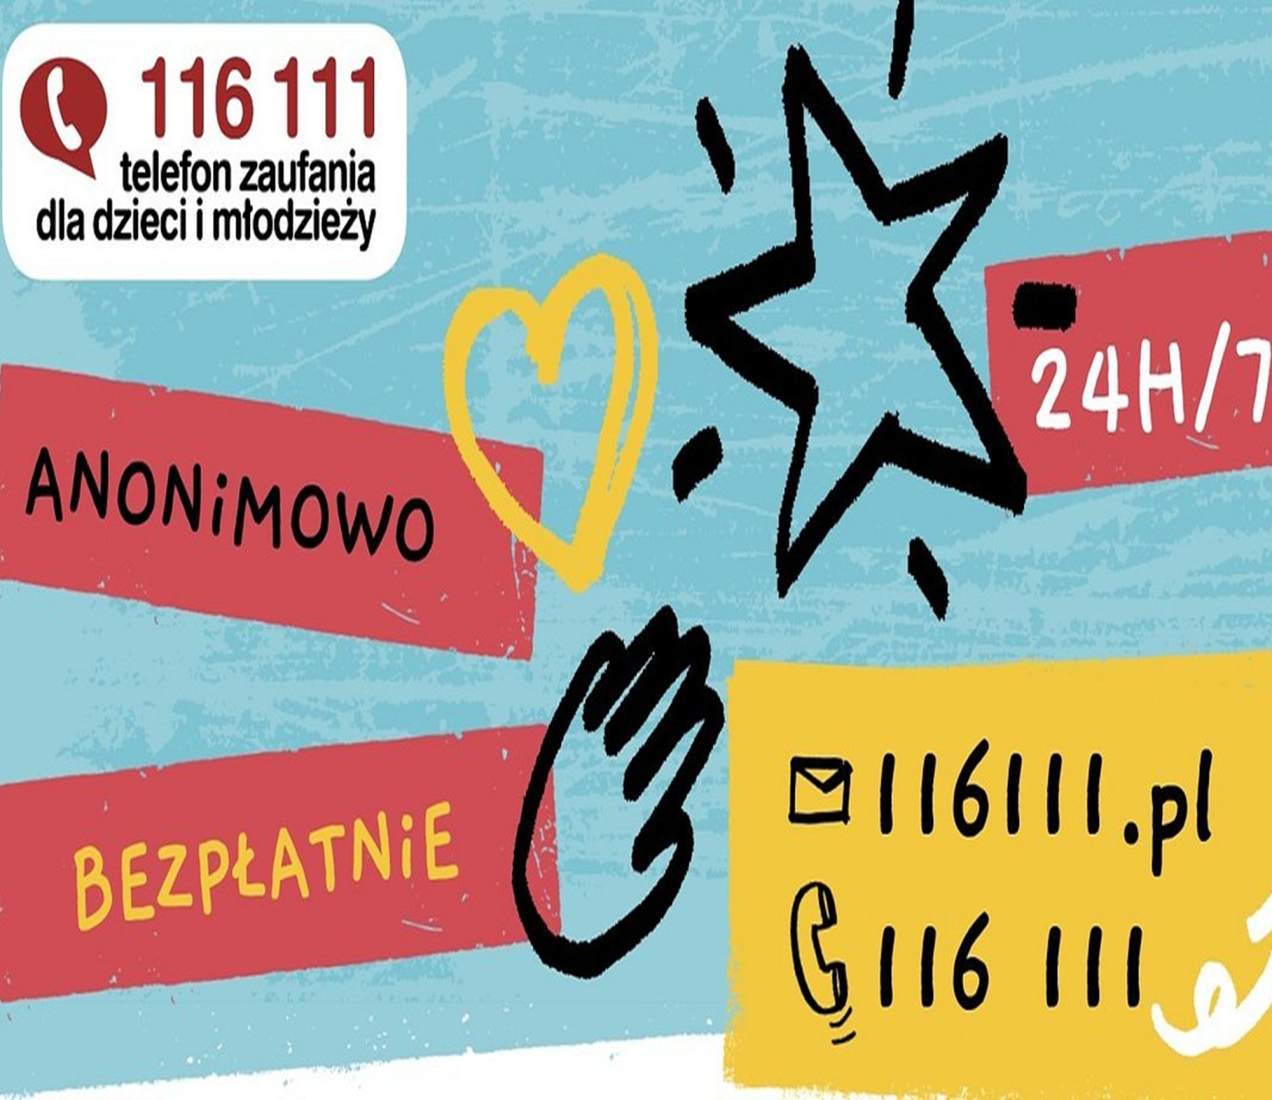 116 111
telefon zaufania
dla dzieci i młodzieży
24H/7
ANONiMOWO
BEZPŁATNiE
116111.pl
116 111